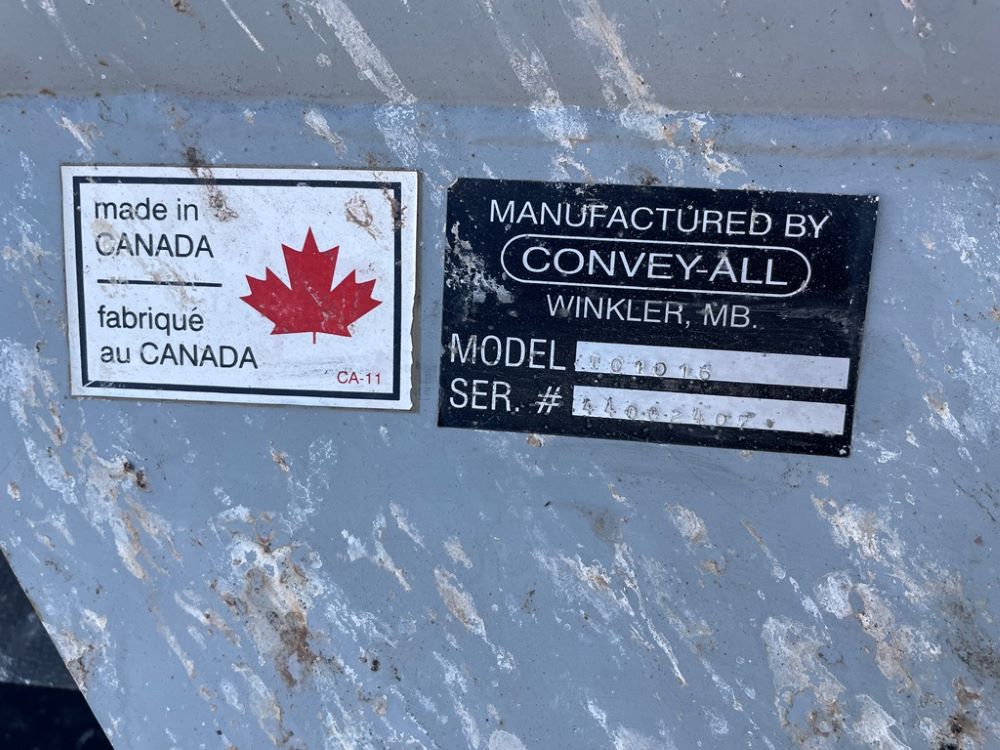 made in
CANADA
fabriqué
au CANADA
CA-11
MANUFACTURED BY
CONVEY-ALL
WINKLER, MB.
MODEL
SER. #